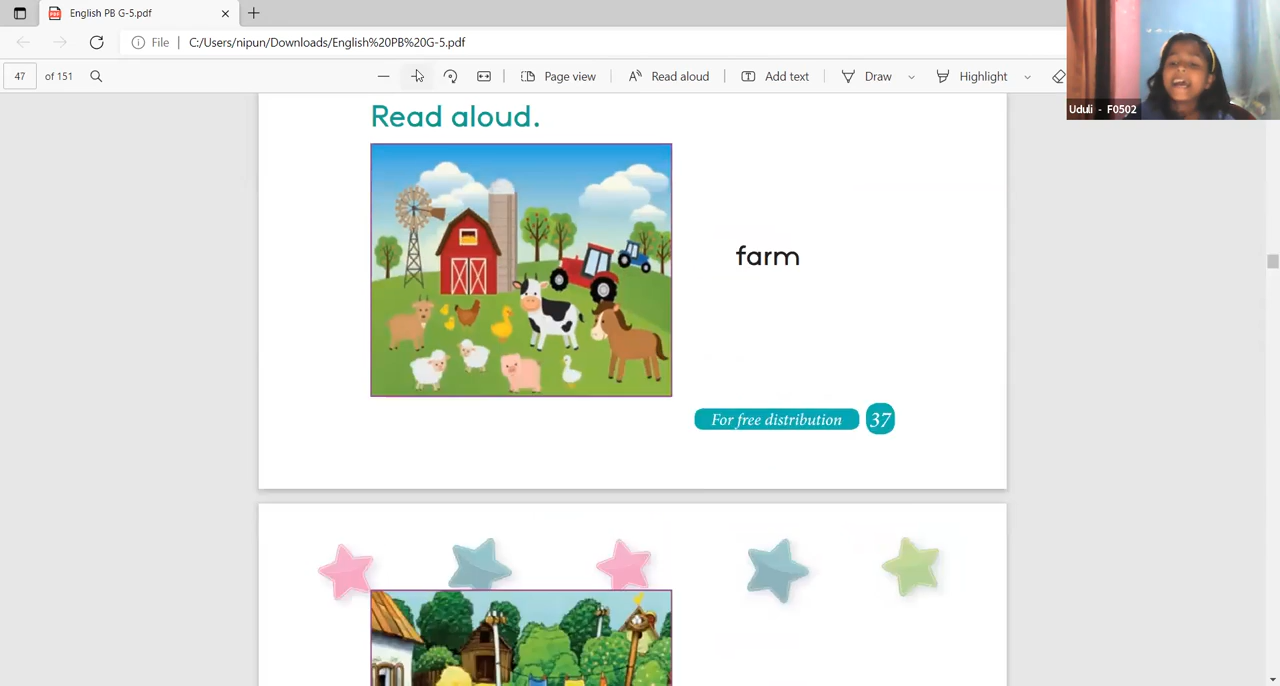 English PB G-5.pdf
File
C:/Users/nipun/Downloads/English%20PB%20G-5.pdf
47 of 151
Page view
Read aloud
Add text
Draw
Highlight
Uduli - F0502
Read aloud.
farm
For free distribution 37